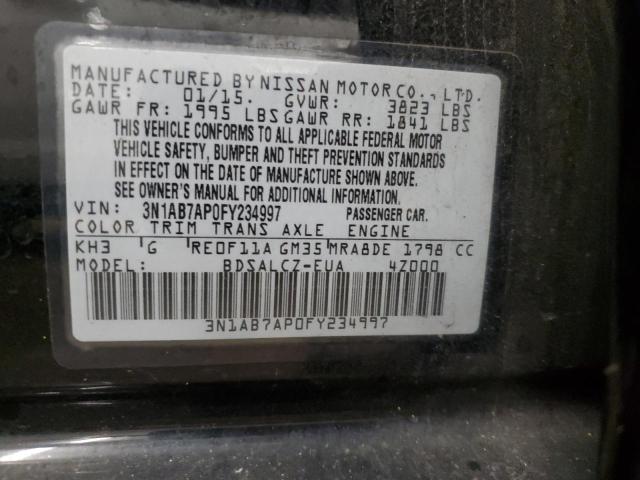 MANUFACTURED BY NISSAN MOTOR CO., LTD.
DATE: 01/15. GVWR: 3823 LBS
GAWR FR: 1995 LBS GAWR RR: 1841 LBS
THIS VEHICLE CONFORMS TO ALL APPLICABLE FEDERAL MOTOR
VEHICLE SAFETY, BUMPER AND THEFT PREVENTION STANDARDS
IN EFFECT ON THE DATE OF MANUFACTURE SHOWN ABOVE.
SEE OWNER'S MANUAL FOR ADDITIONAL INFORMATION.
VIN: 3N1AB7AP0FY234997 PASSENGER CAR.
COLOR TRIM TRANS AXLE ENGINE
KH3 G RE0F11A GM35 MRA8DE 1798 CC
MODEL: BDSALCZ-EUA 4Z000
3N1AB7AP0FY234997